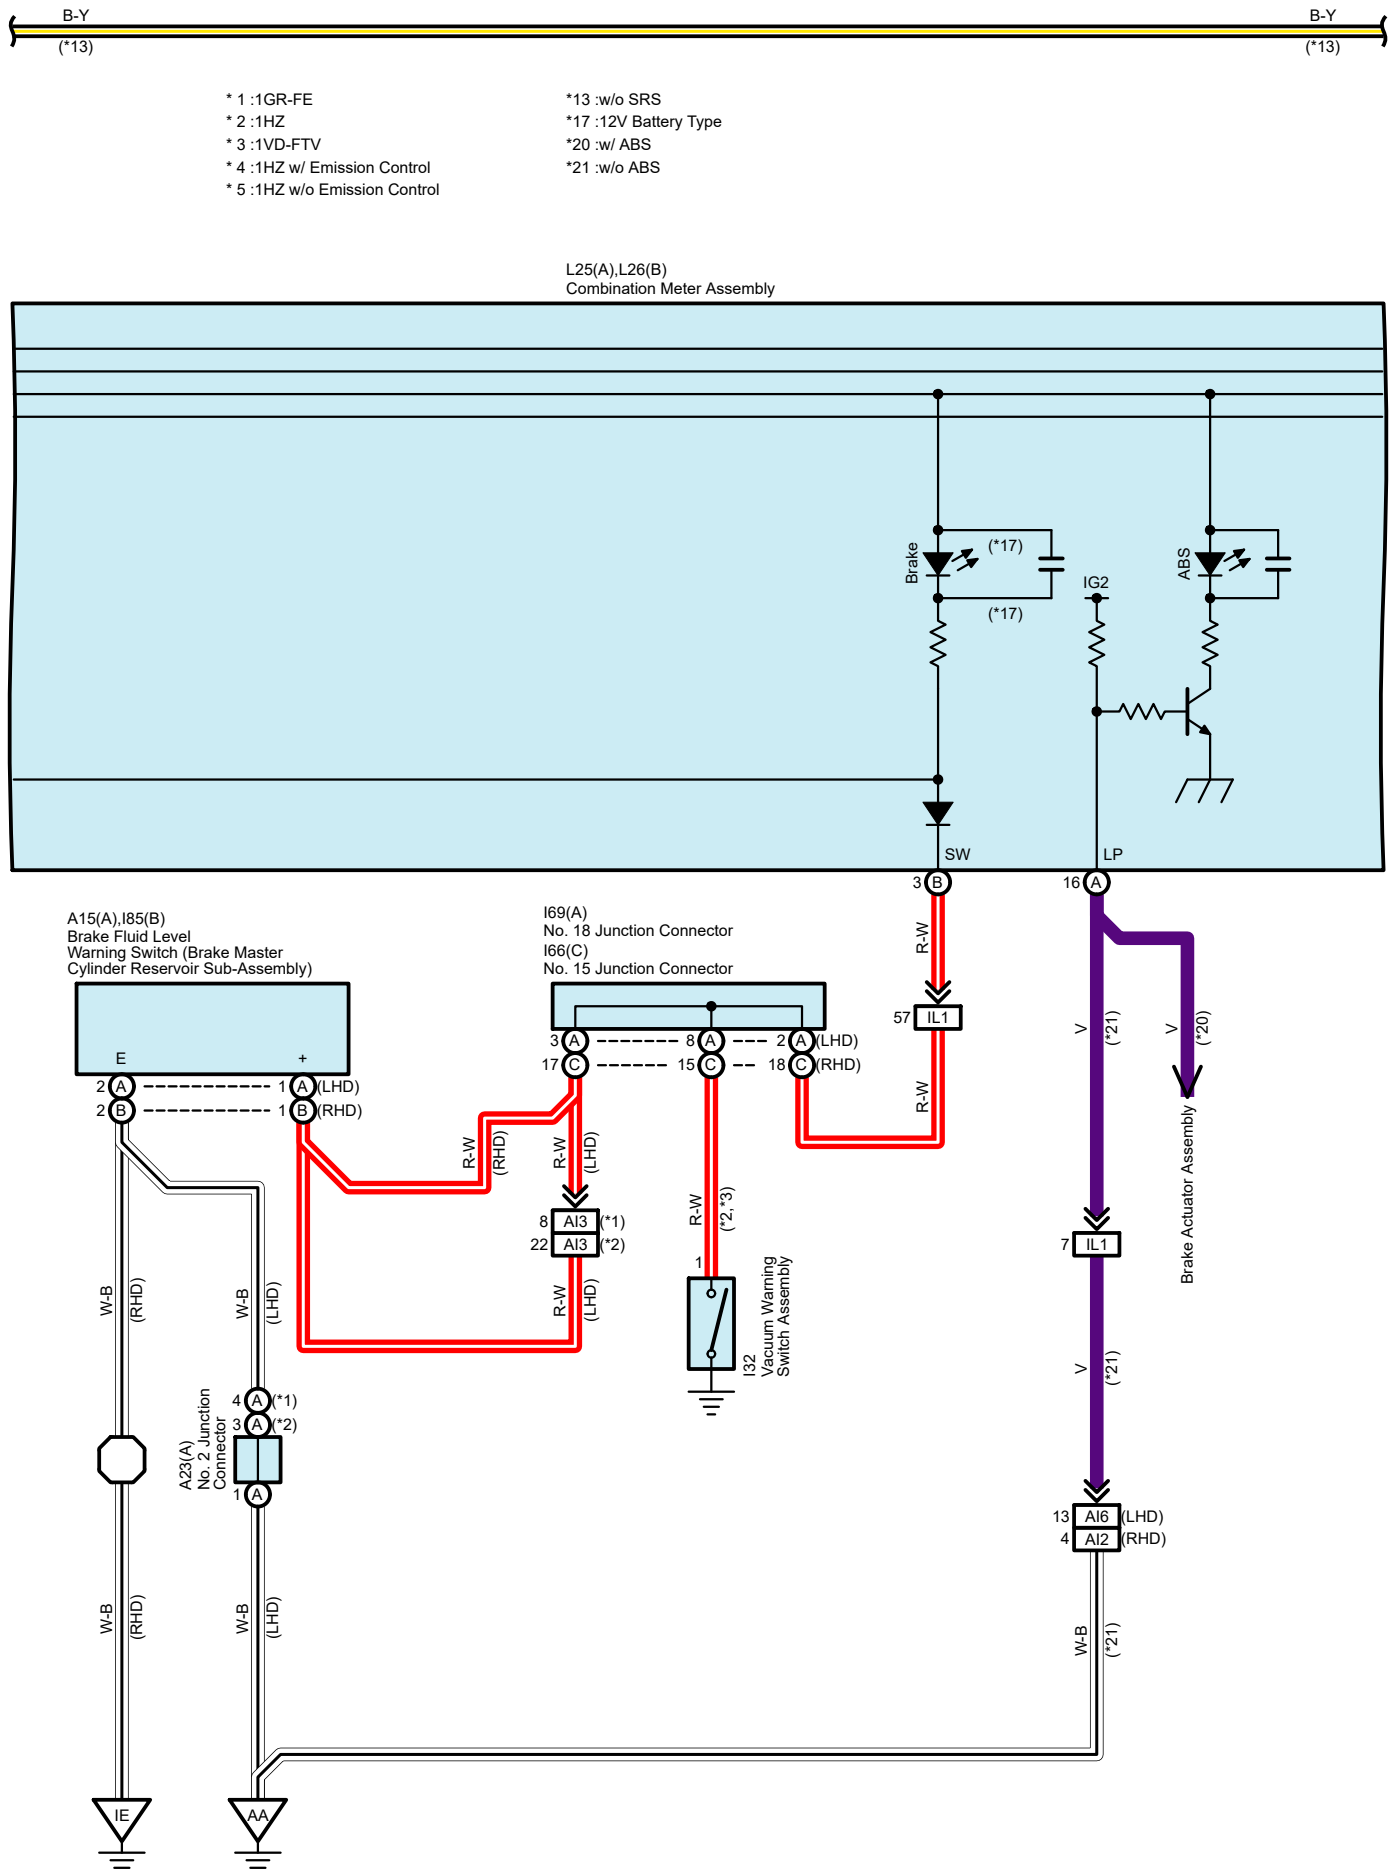 B-Y
B-Y
(*13)
(*13)
* 1 :1GR-FE
* 2 :1HZ
* 3 :1VD-FTV
* 4 :1HZ w/ Emission Control
* 5 :1HZ w/o Emission Control
*13 :w/o SRS
*17 :12V Battery Type
*20 :w/ ABS
*21 :w/o ABS
L25(A),L26(B)
Combination Meter Assembly
Brake
(*17)
(*17)
IG2
ABS
SW
LP
3 B
16 A
A15(A),I85(B)
Brake Fluid Level
Warning Switch (Brake Master
Cylinder Reservoir Sub-Assembly)
E
+
2 A
1 A (LHD)
2 B
1 B (RHD)
I69(A)
No. 18 Junction Connector
I66(C)
No. 15 Junction Connector
3 A
8 A
2 A (LHD)
17 C
15 C
18 C (RHD)
R-W
57 IL1
R-W
V
(*21)
V
(*20)
Brake Actuator Assembly
R-W
(RHD)
R-W
(LHD)
R-W
(*2,*3)
8 AI3 (*1)
22 AI3 (*2)
R-W
(LHD)
1
I32
Vacuum Warning
Switch Assembly
7 IL1
V
(*21)
W-B
(RHD)
W-B
(LHD)
4 A (*1)
3 A (*2)
A23(A)
No. 2 Junction
Connector
1 A
13 AI6 (LHD)
4 AI2 (RHD)
W-B
(RHD)
W-B
(LHD)
W-B
(*21)
IE
AA